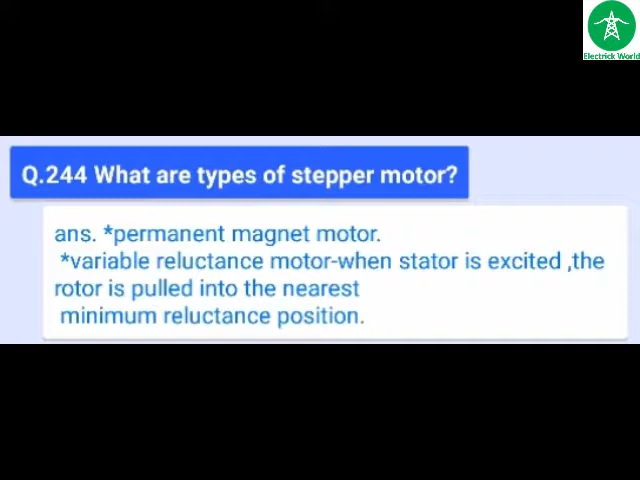 Electrick World
Q.244 What are types of stepper motor?
ans. *permanent magnet motor.
*variable reluctance motor-when stator is excited ,the
rotor is pulled into the nearest
minimum reluctance position.